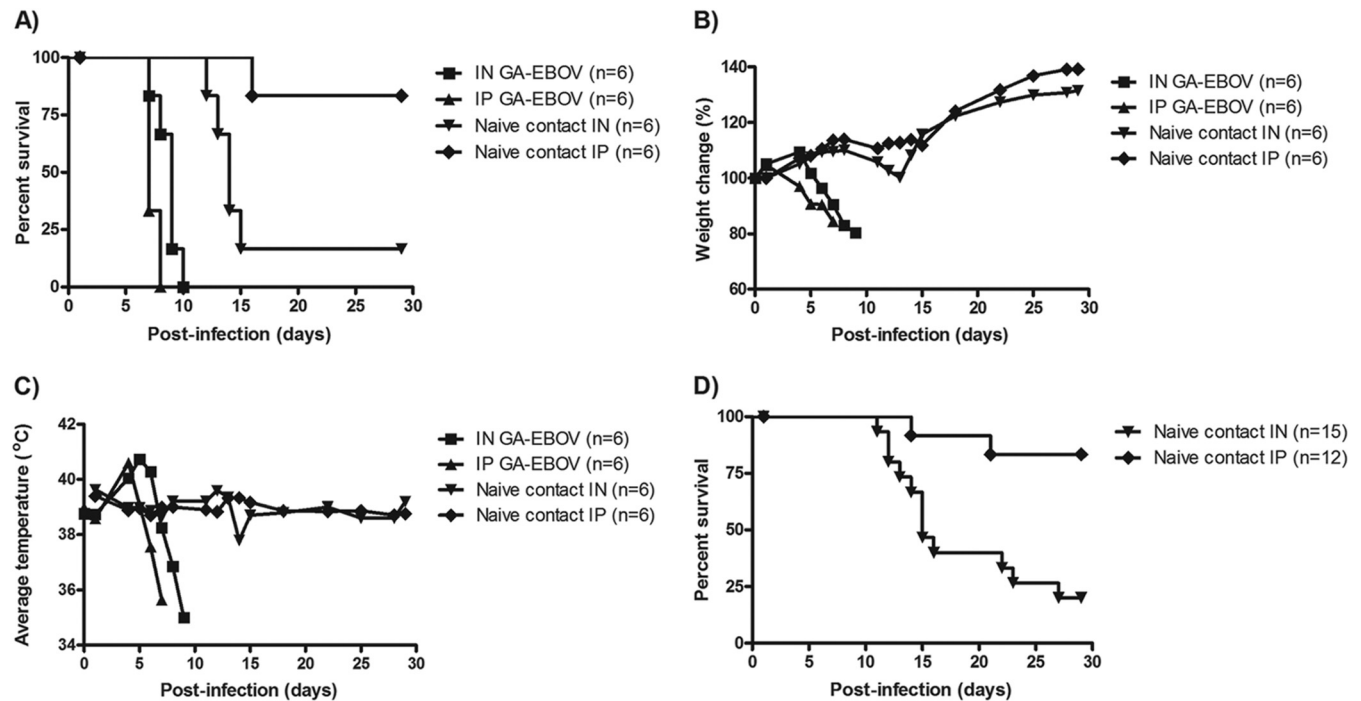 A)
100
75
50
25
0
0 5 10 15 20 25 30
Percent survival
Post-infection (days)
IN GA-EBOV (n=6)
IP GA-EBOV (n=6)
Naive contact IN (n=6)
Naive contact IP (n=6)
B)
140
120
100
80
60
0 5 10 15 20 25 30
Weight change (%)
Post-infection (days)
IN GA-EBOV (n=6)
IP GA-EBOV (n=6)
Naive contact IN (n=6)
Naive contact IP (n=6)
C)
42
40
38
36
34
0 5 10 15 20 25 30
Average temperature (°C)
Post-infection (days)
IN GA-EBOV (n=6)
IP GA-EBOV (n=6)
Naive contact IN (n=6)
Naive contact IP (n=6)
D)
100
75
50
25
0
0 5 10 15 20 25 30
Percent survival
Post-infection (days)
Naive contact IN (n=15)
Naive contact IP (n=12)